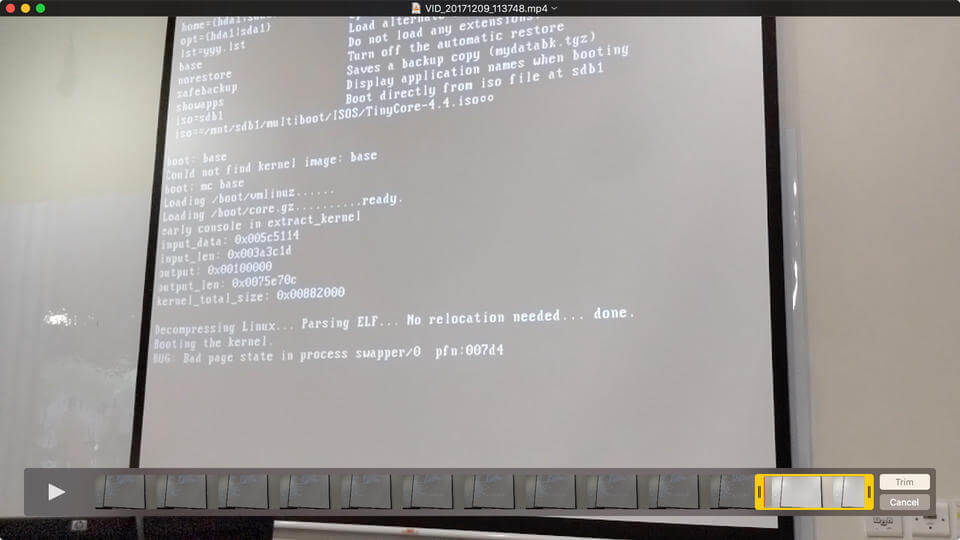 VID_20171209_113748.mp4
home={hda1|sda1}
opt={hda1|sda1}
lst=yyy.lst
base
norestore
safebackup
showapps
iso=sdb1
iso==/mnt/sdb1/multiboot/ISOS/TinyCore-4.4.iso
Load alternate
Do not load any extensions.
Turn off the automatic restore
Saves a backup copy (mydatabk.tgz)
Display application names when booting
Boot directly from iso file at sdb1
boot: base
Could not find kernel image: base
boot: mc base
Loading /boot/vmlinuz......
Loading /boot/core.gz..........ready.
early console in extract_kernel
input_data: 0x005c5114
input_len: 0x003a3c1d
output: 0x00100000
output_len: 0x0075e70c
kernel_total_size: 0x00882000
Decompressing Linux... Parsing ELF... No relocation needed... done.
Booting the kernel.
BUG: Bad page state in process swapper/0 pfn:007d4
Trim
Cancel